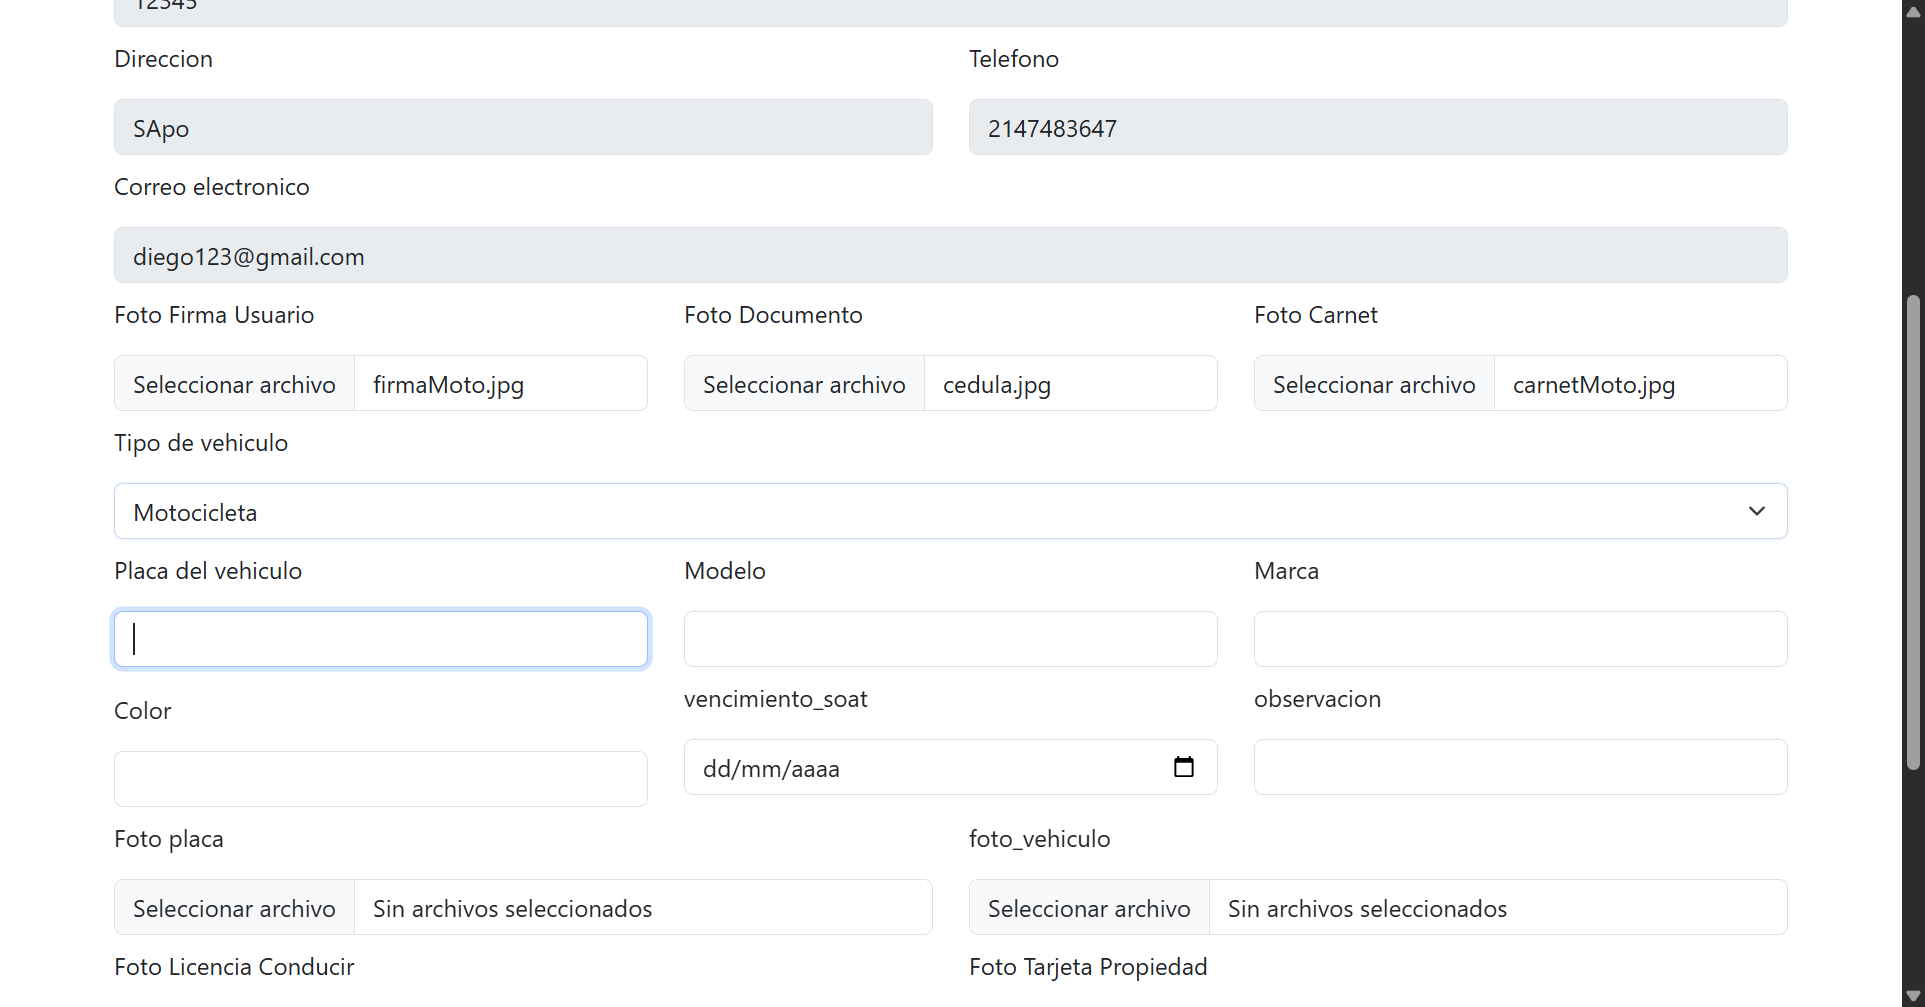 12345
Direccion
Telefono
SApo
2147483647
Correo electronico
diego123@gmail.com
Foto Firma Usuario
Foto Documento
Foto Carnet
Seleccionar archivo firmaMoto.jpg
Seleccionar archivo cedula.jpg
Seleccionar archivo carnetMoto.jpg
Tipo de vehiculo
Motocicleta
Placa del vehiculo
Modelo
Marca
Color
vencimiento_soat
observacion
dd/mm/aaaa
Foto placa
foto_vehiculo
Seleccionar archivo Sin archivos seleccionados
Seleccionar archivo Sin archivos seleccionados
Foto Licencia Conducir
Foto Tarjeta Propiedad